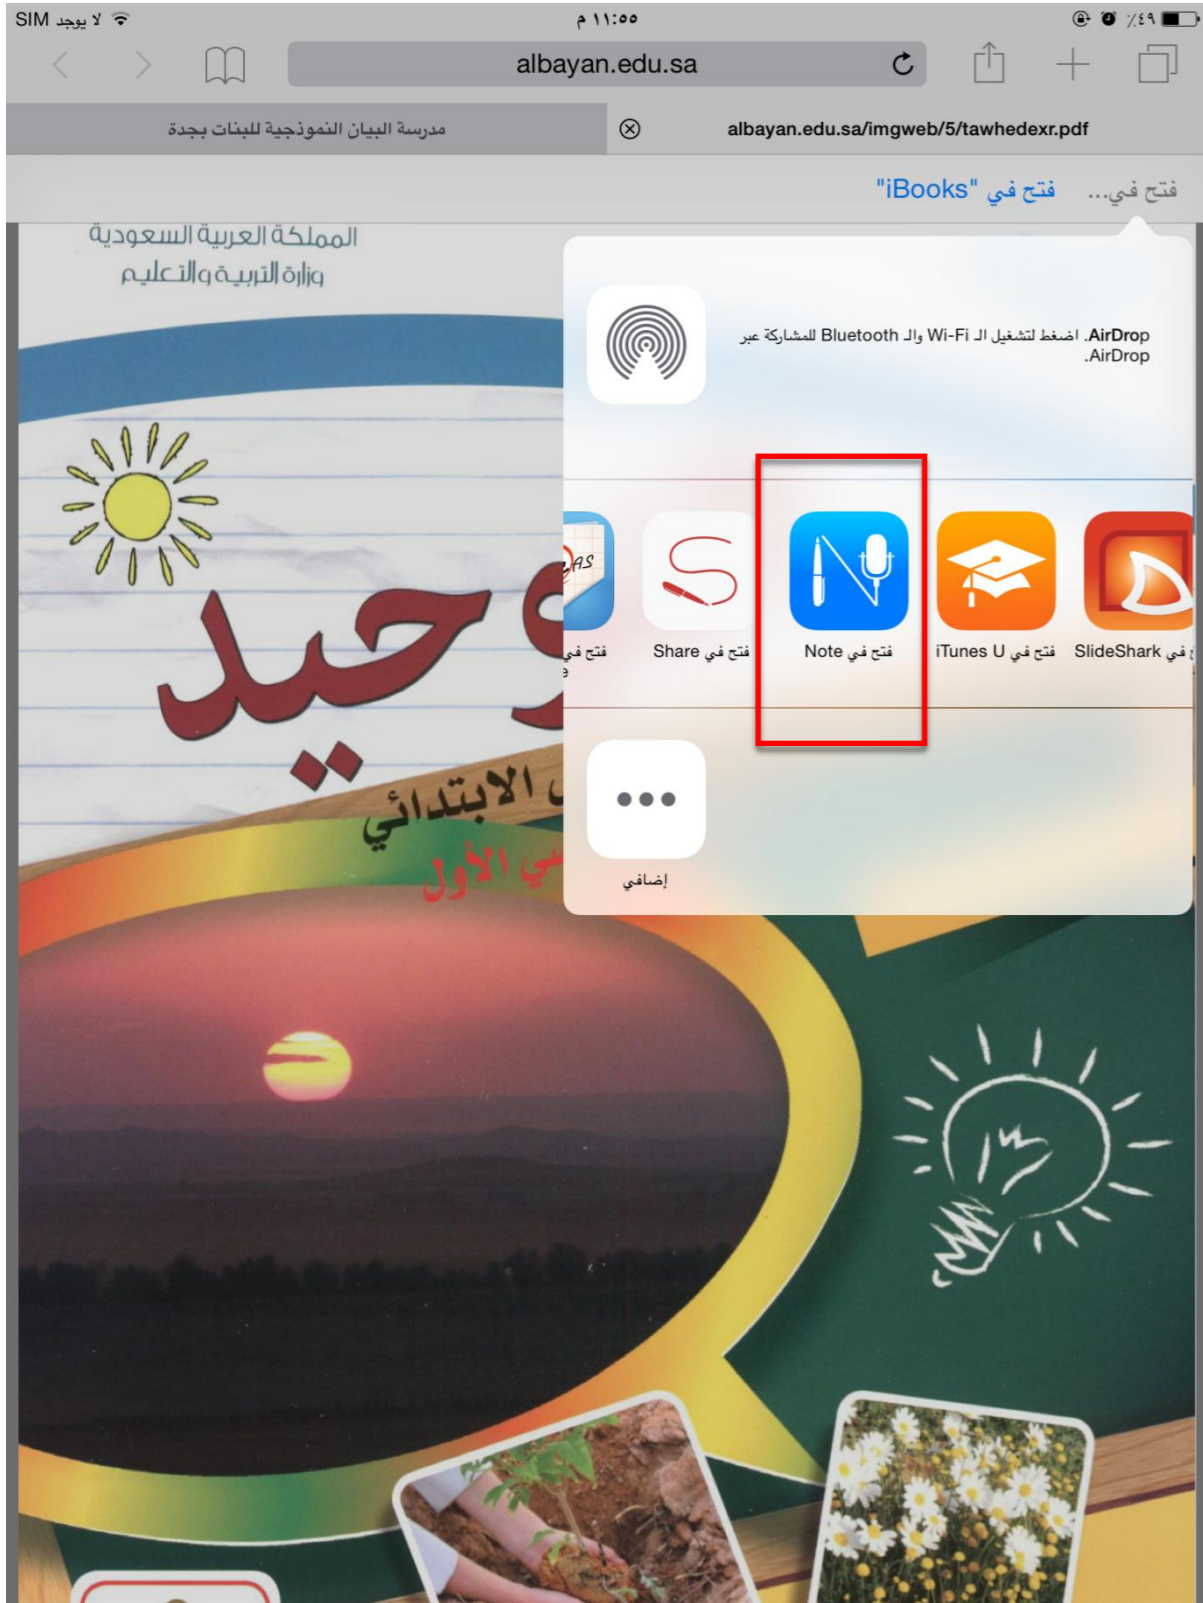 لا يوجد SIM
١١:٥٥ م
٪٤٩
albayan.edu.sa
مدرسة البيان النموذجية للبنات بجدة
albayan.edu.sa/imgweb/5/tawhedexr.pdf
فتح في...
فتح في "iBooks"
المملكة العربية السعودية
وزارة التربية والتعليم
AirDrop. اضغط لتشغيل الـ Wi-Fi والـ Bluetooth للمشاركة عبر
AirDrop.
فتح في SlideShark
فتح في iTunes U
فتح في Note
فتح في Share
فتح في
إضافي
وحيد
الابتدائي
الأول